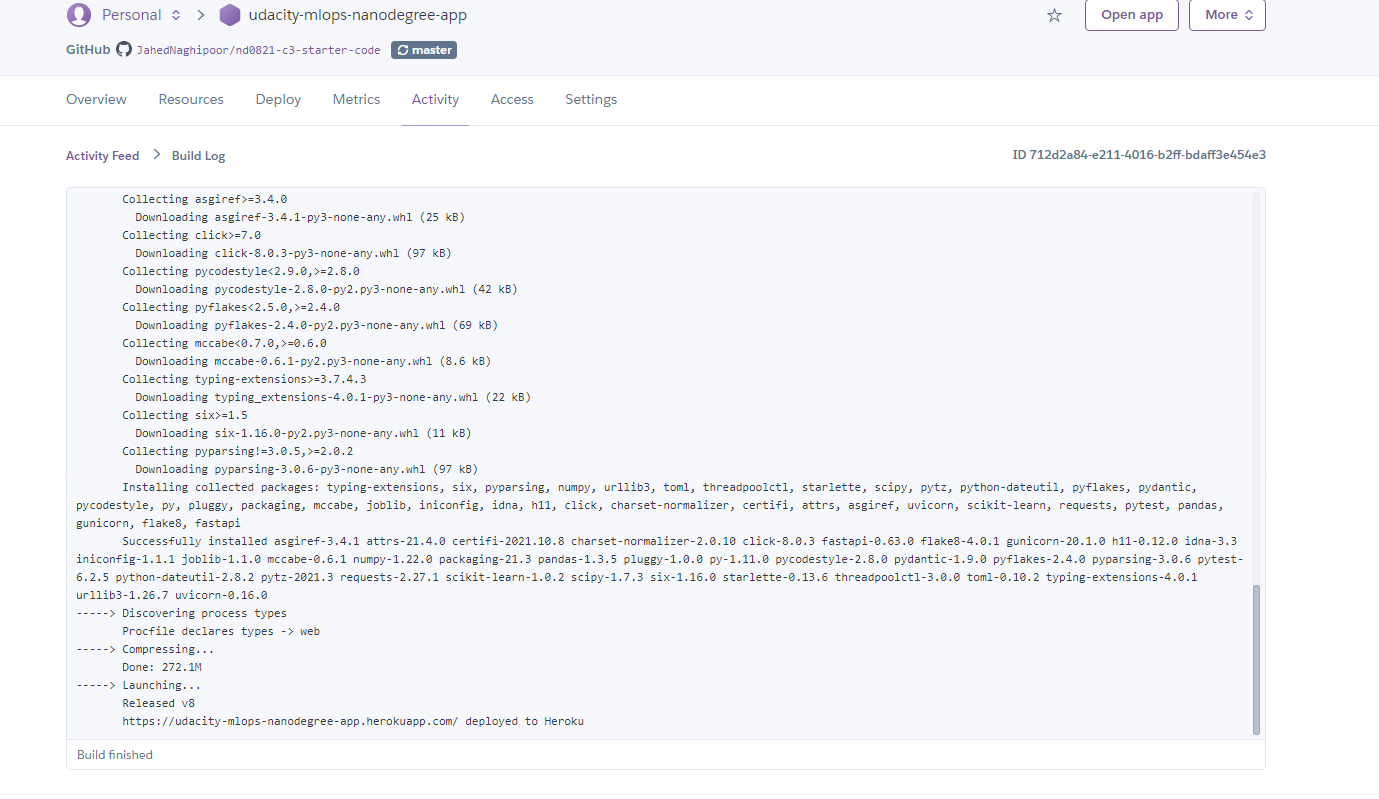 Personal udacity-mlops-nanodegree-app Open app More
GitHub JahedNaghipoor/nd0821-c3-starter-code master
Overview Resources Deploy Metrics Activity Access Settings
Activity Feed > Build Log ID 712d2a84-e211-4016-b2ff-bdaff3e454e3
Collecting asgiref>=3.4.0
Downloading asgiref-3.4.1-py3-none-any.whl (25 kB)
Collecting click>=7.0
Downloading click-8.0.3-py3-none-any.whl (97 kB)
Collecting pycodestyle<2.9.0,>=2.8.0
Downloading pycodestyle-2.8.0-py2.py3-none-any.whl (42 kB)
Collecting pyflakes<2.5.0,>=2.4.0
Downloading pyflakes-2.4.0-py2.py3-none-any.whl (69 kB)
Collecting mccabe<0.7.0,>=0.6.0
Downloading mccabe-0.6.1-py2.py3-none-any.whl (8.6 kB)
Collecting typing-extensions>=3.7.4.3
Downloading typing_extensions-4.0.1-py3-none-any.whl (22 kB)
Collecting six>=1.5
Downloading six-1.16.0-py2.py3-none-any.whl (11 kB)
Collecting pyparsing!=3.0.5,>=2.0.2
Downloading pyparsing-3.0.6-py3-none-any.whl (97 kB)
Installing collected packages: typing-extensions, six, pyparsing, numpy, urllib3, toml, threadpoolctl, starlette, scipy, pytz, python-dateutil, pyflakes, pydantic,
pycodestyle, py, pluggy, packaging, mccabe, joblib, iniconfig, idna, h11, click, charset-normalizer, certifi, attrs, asgiref, uvicorn, scikit-learn, requests, pytest, pandas,
gunicorn, flake8, fastapi
Successfully installed asgiref-3.4.1 attrs-21.4.0 certifi-2021.10.8 charset-normalizer-2.0.10 click-8.0.3 fastapi-0.63.0 flake8-4.0.1 gunicorn-20.1.0 h11-0.12.0 idna-3.3
iniconfig-1.1.1 joblib-1.1.0 mccabe-0.6.1 numpy-1.22.0 packaging-21.3 pandas-1.3.5 pluggy-1.0.0 py-1.11.0 pycodestyle-2.8.0 pydantic-1.9.0 pyflakes-2.4.0 pyparsing-3.0.6 pytest-
6.2.5 python-dateutil-2.8.2 pytz-2021.3 requests-2.27.1 scikit-learn-1.0.2 scipy-1.7.3 six-1.16.0 starlette-0.13.6 threadpoolctl-3.0.0 toml-0.10.2 typing-extensions-4.0.1
urllib3-1.26.7 uvicorn-0.16.0
-----> Discovering process types
Procfile declares types -> web
-----> Compressing...
Done: 272.1M
-----> Launching...
Released v8
https://udacity-mlops-nanodegree-app.herokuapp.com/ deployed to Heroku
Build finished